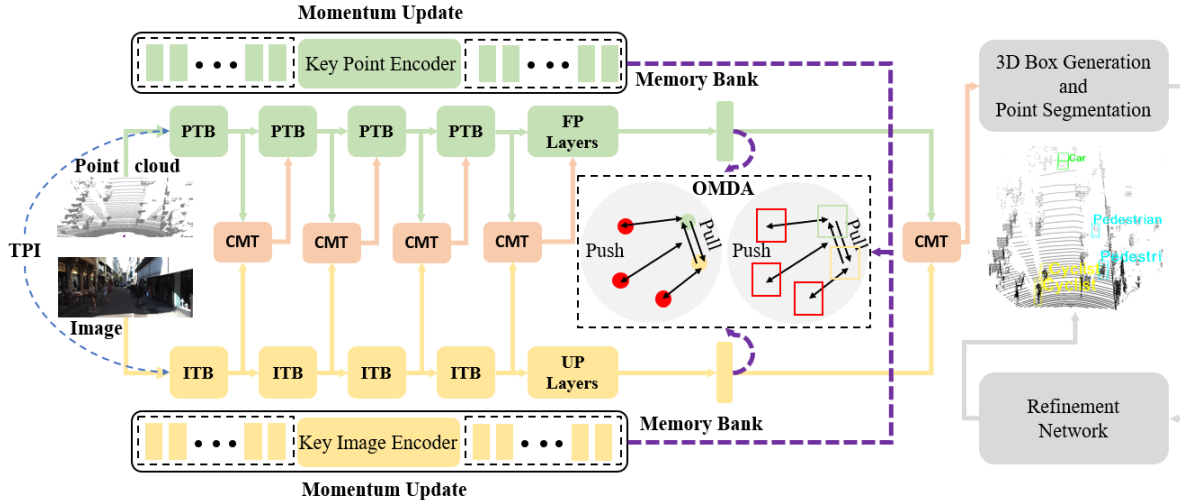 Momentum Update
Key Point Encoder
Memory Bank
3D Box Generation
and
Point Segmentation
PTB
PTB
PTB
PTB
FP
Layers
Point cloud
OMDA
Car
TPI
CMT
CMT
CMT
CMT
Push
Pull
Push
Pull
CMT
Pedestrian
Pedestri
Cyclist
Cyclist
Image
ITB
ITB
ITB
ITB
UP
Layers
Memory Bank
Refinement
Network
Key Image Encoder
Momentum Update